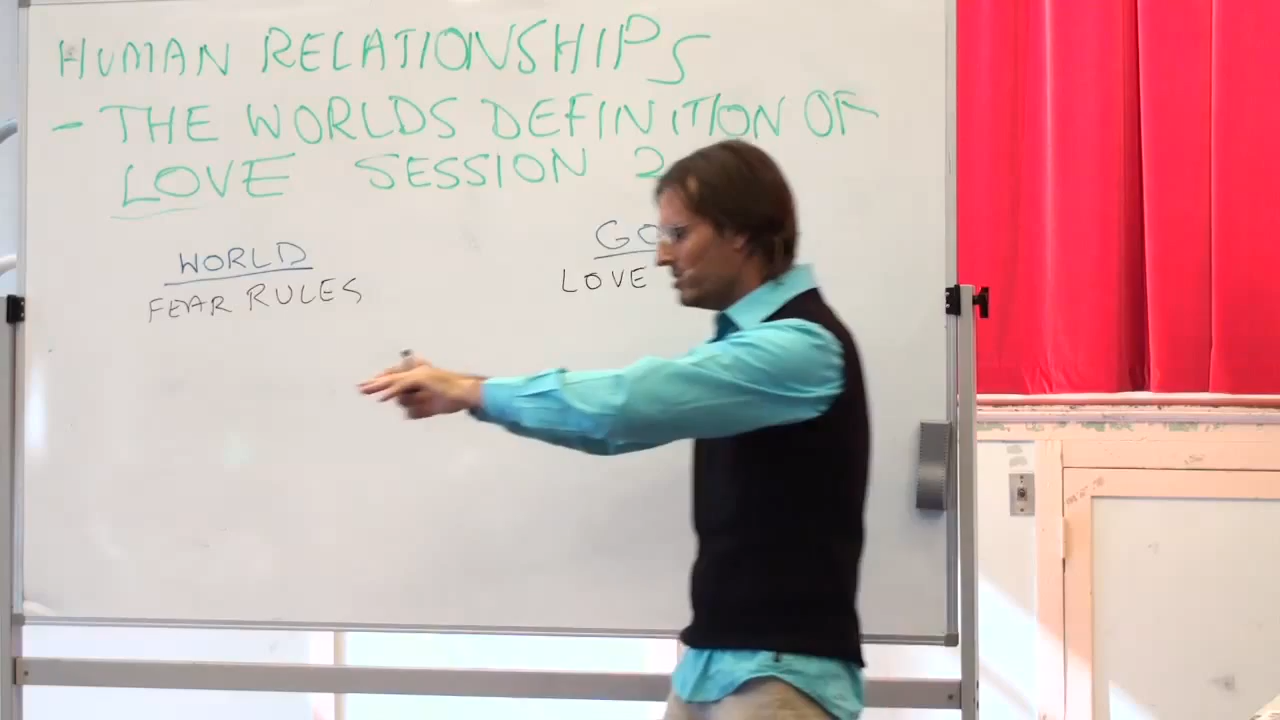 HUMAN RELATIONSHIPS
- THE WORLDS DEFINITION OF
LOVE SESSION 2
WORLD
FEAR RULES
LOVE